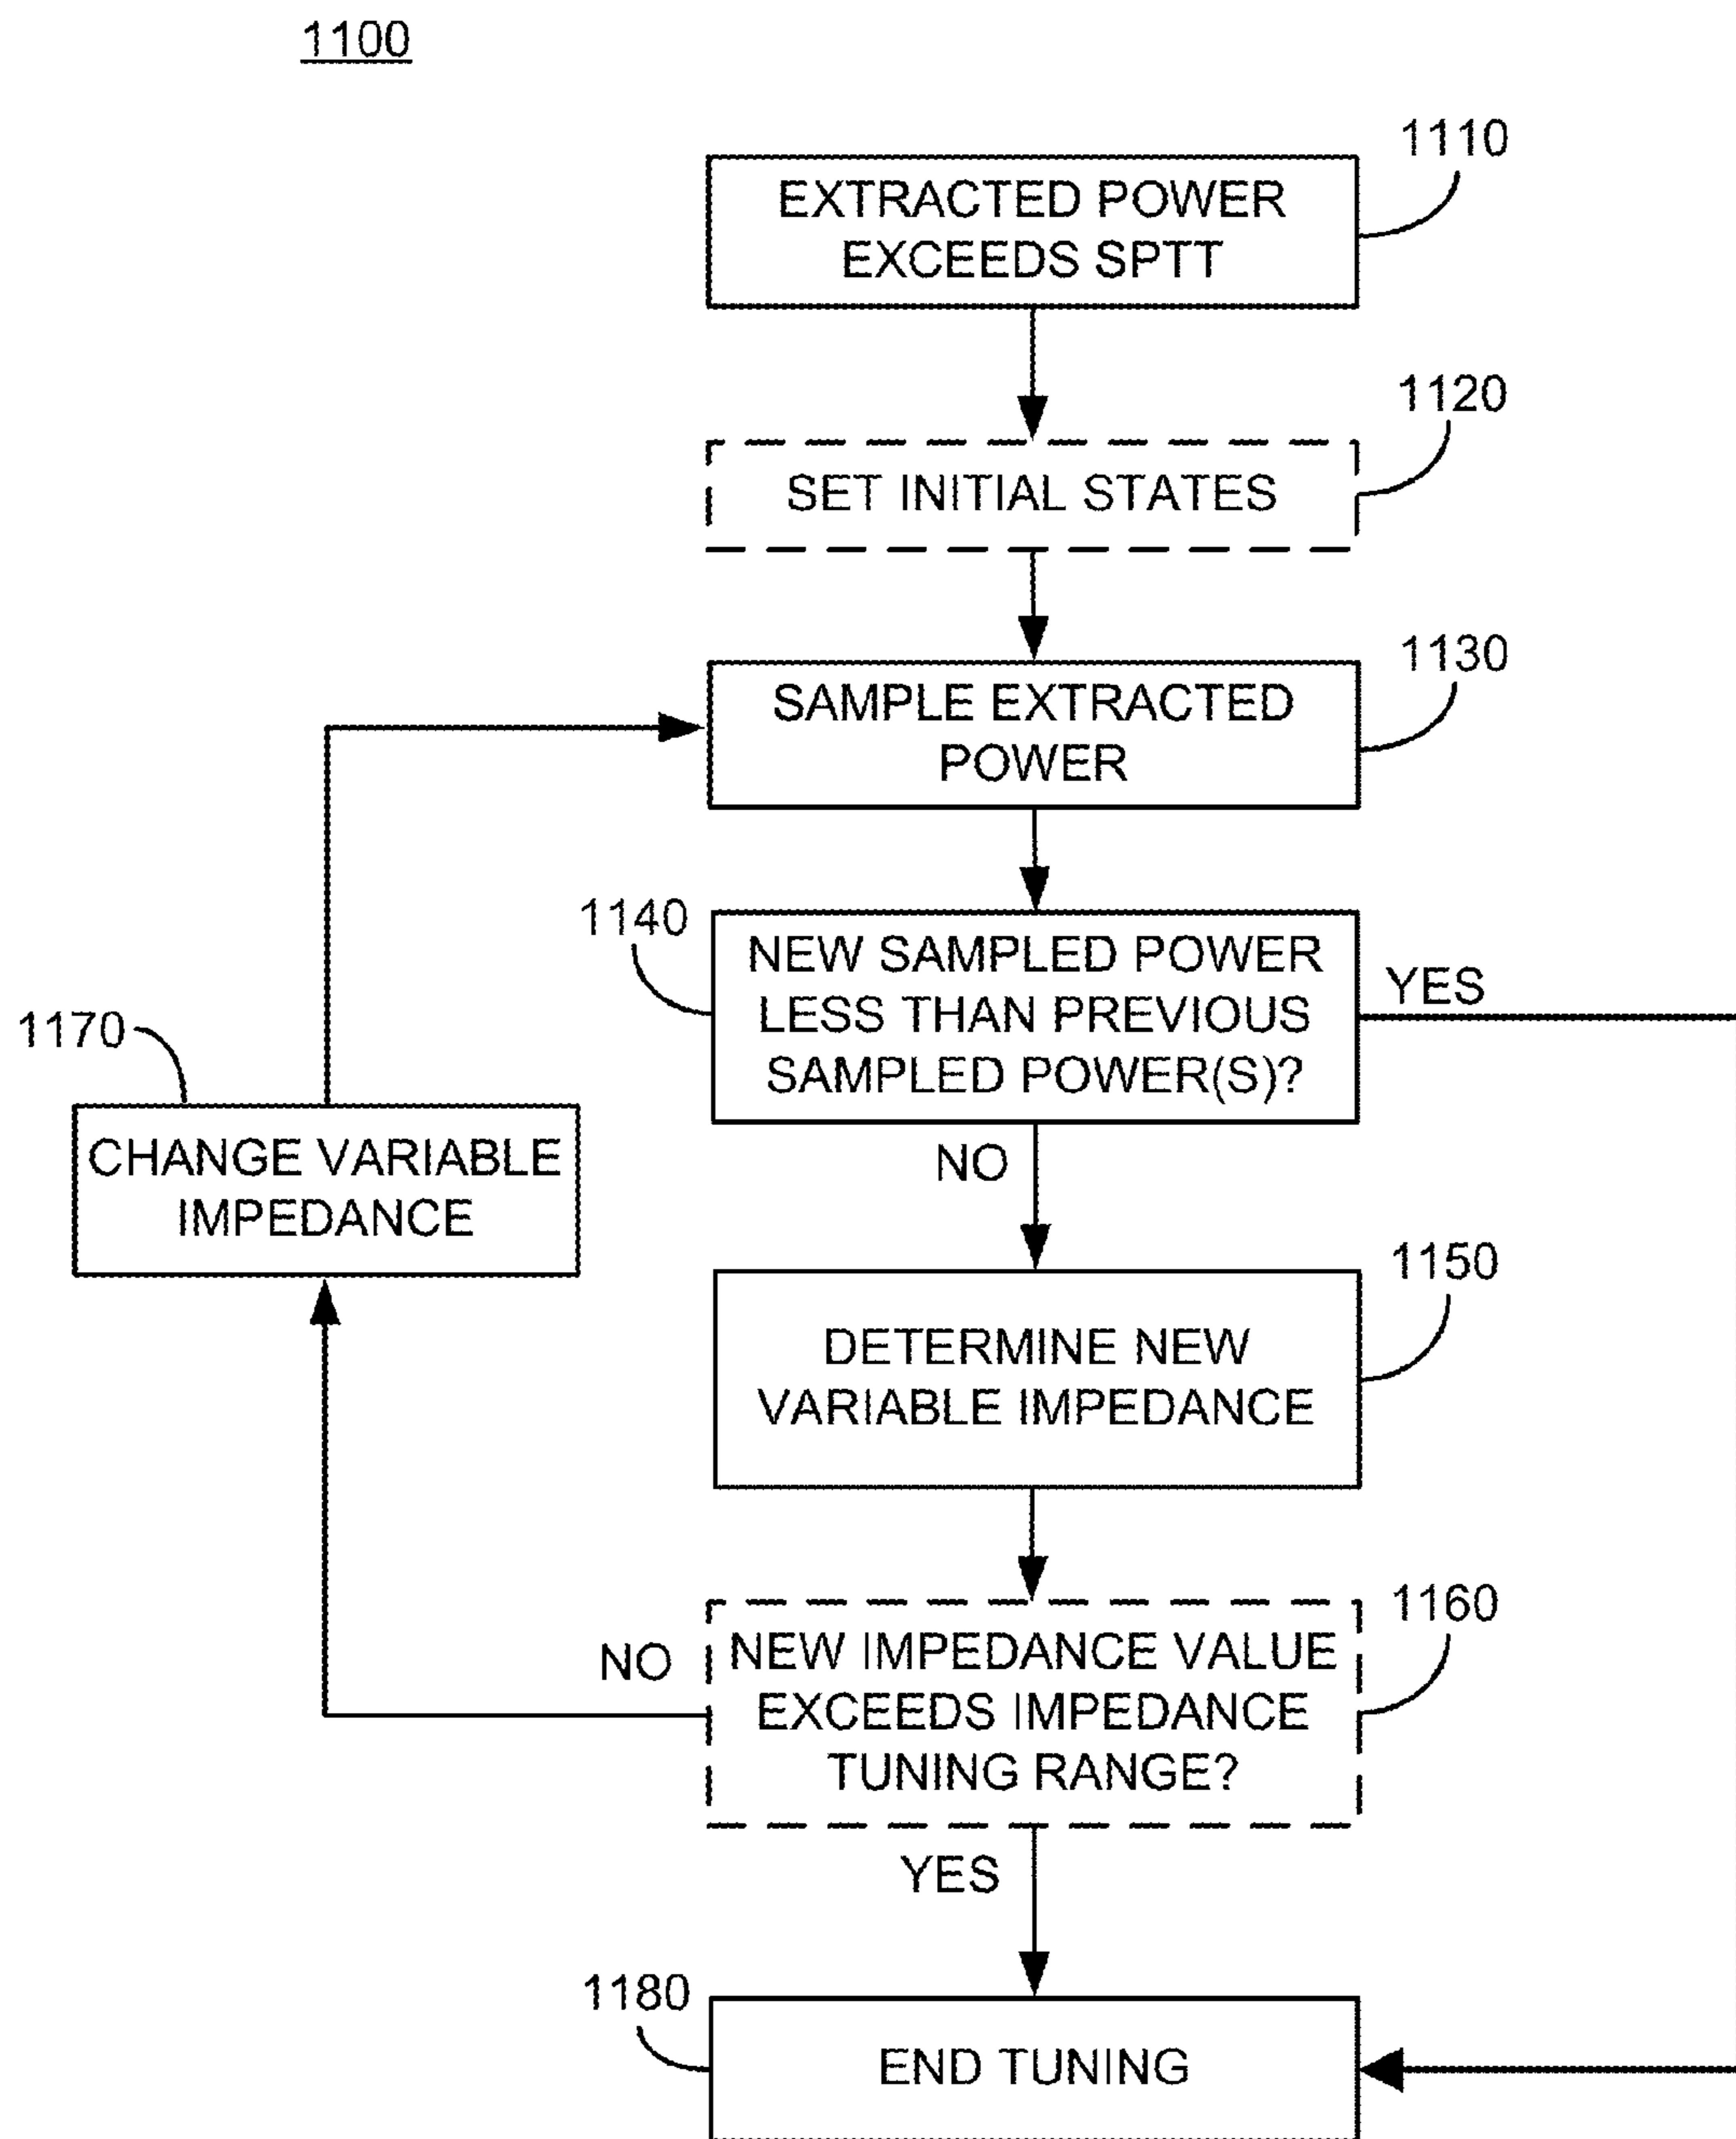 1100
1110
EXTRACTED POWER
EXCEEDS SPTT
1120
SET INITIAL STATES
1130
SAMPLE EXTRACTED
POWER
1140
NEW SAMPLED POWER
LESS THAN PREVIOUS
SAMPLED POWER(S)?
YES
1170
CHANGE VARIABLE
IMPEDANCE
NO
1150
DETERMINE NEW
VARIABLE IMPEDANCE
1160
NO
NEW IMPEDANCE VALUE
EXCEEDS IMPEDANCE
TUNING RANGE?
YES
1180
END TUNING